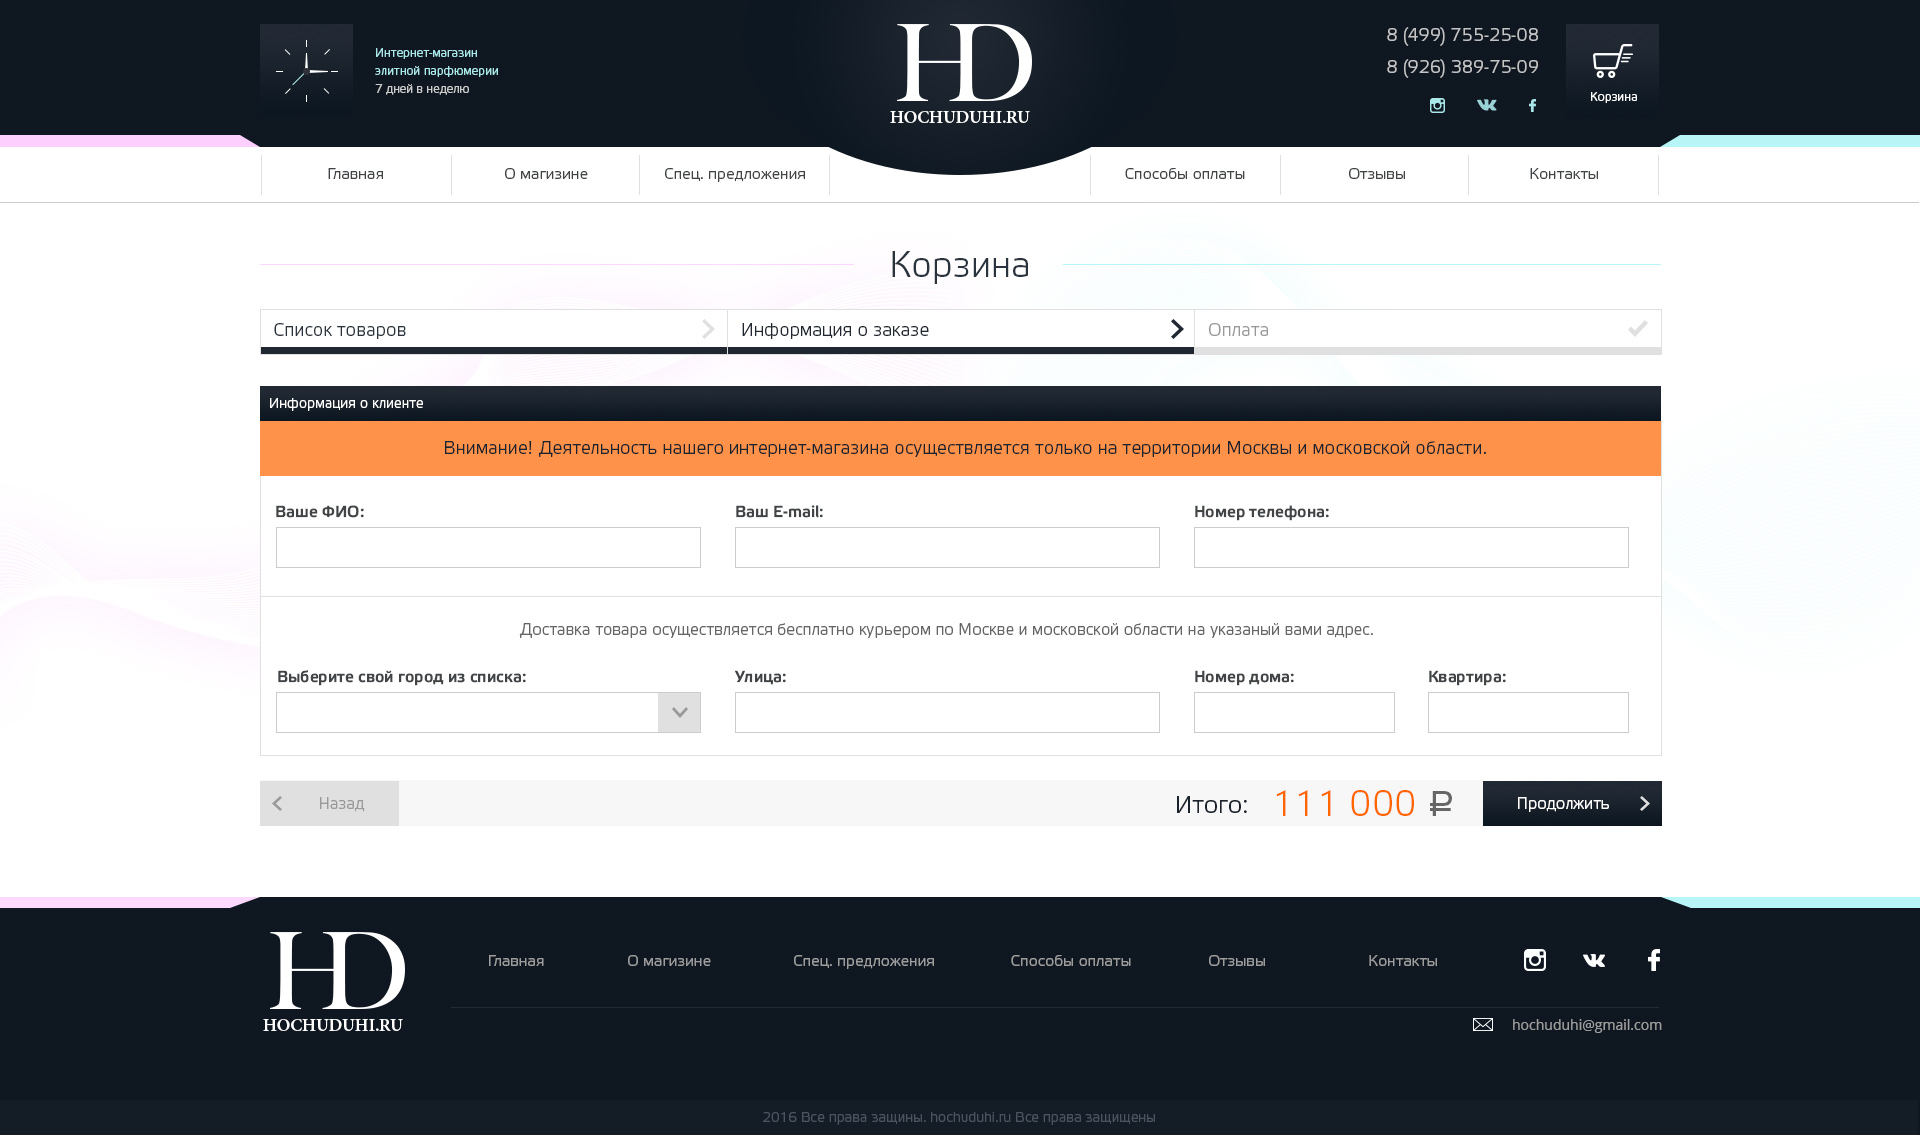 Интернет-магазин
элитной парфюмерии
7 дней в неделю
HD
HOCHUDUHI.RU
8 (499) 755-25-08
8 (926) 389-75-09
Корзина
Главная
О магизине
Спец. предложения
Способы оплаты
Отзывы
Контакты
Корзина
Список товаров
Информация о заказе
Оплата
Информация о клиенте
Внимание! Деятельность нашего интернет-магазина осуществляется только на территории Москвы и московской области.
Ваше ФИО:
Ваш E-mail:
Номер телефона:
Доставка товара осуществляется бесплатно курьером по Москве и московской области на указаный вами адрес.
Выберите свой город из списка:
Улица:
Номер дома:
Квартира:
Назад
Итого: 111 000 ₽
Продолжить
HD
HOCHUDUHI.RU
Главная
О магизине
Спец. предложения
Способы оплаты
Отзывы
Контакты
hochuduhi@gmail.com
2016 Все права защины. hochuduhi.ru Все права защищены